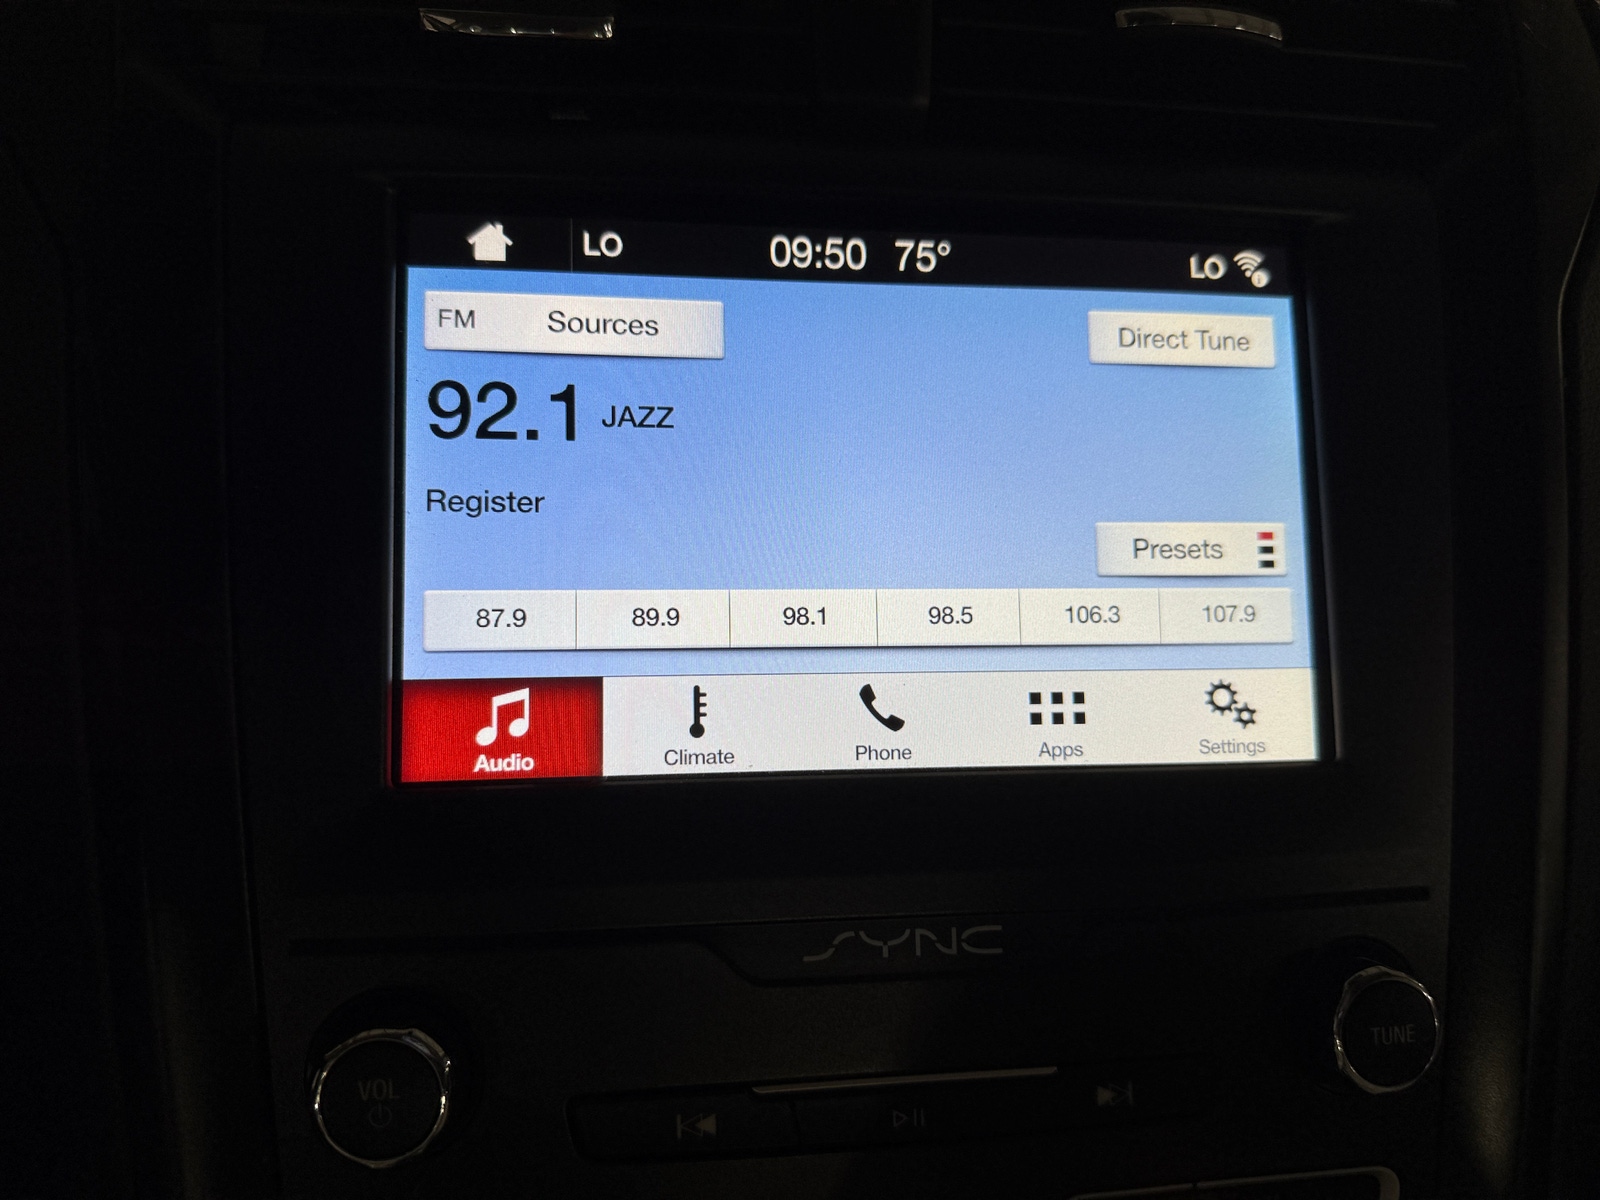 LO 09:50 75° LO
FM Sources Direct Tune
92.1 JAZZ
Register
Presets
87.9 89.9 98.1 98.5 106.3 107.9
Audio Climate Phone Apps Settings
SYNC
TUNE
VOL